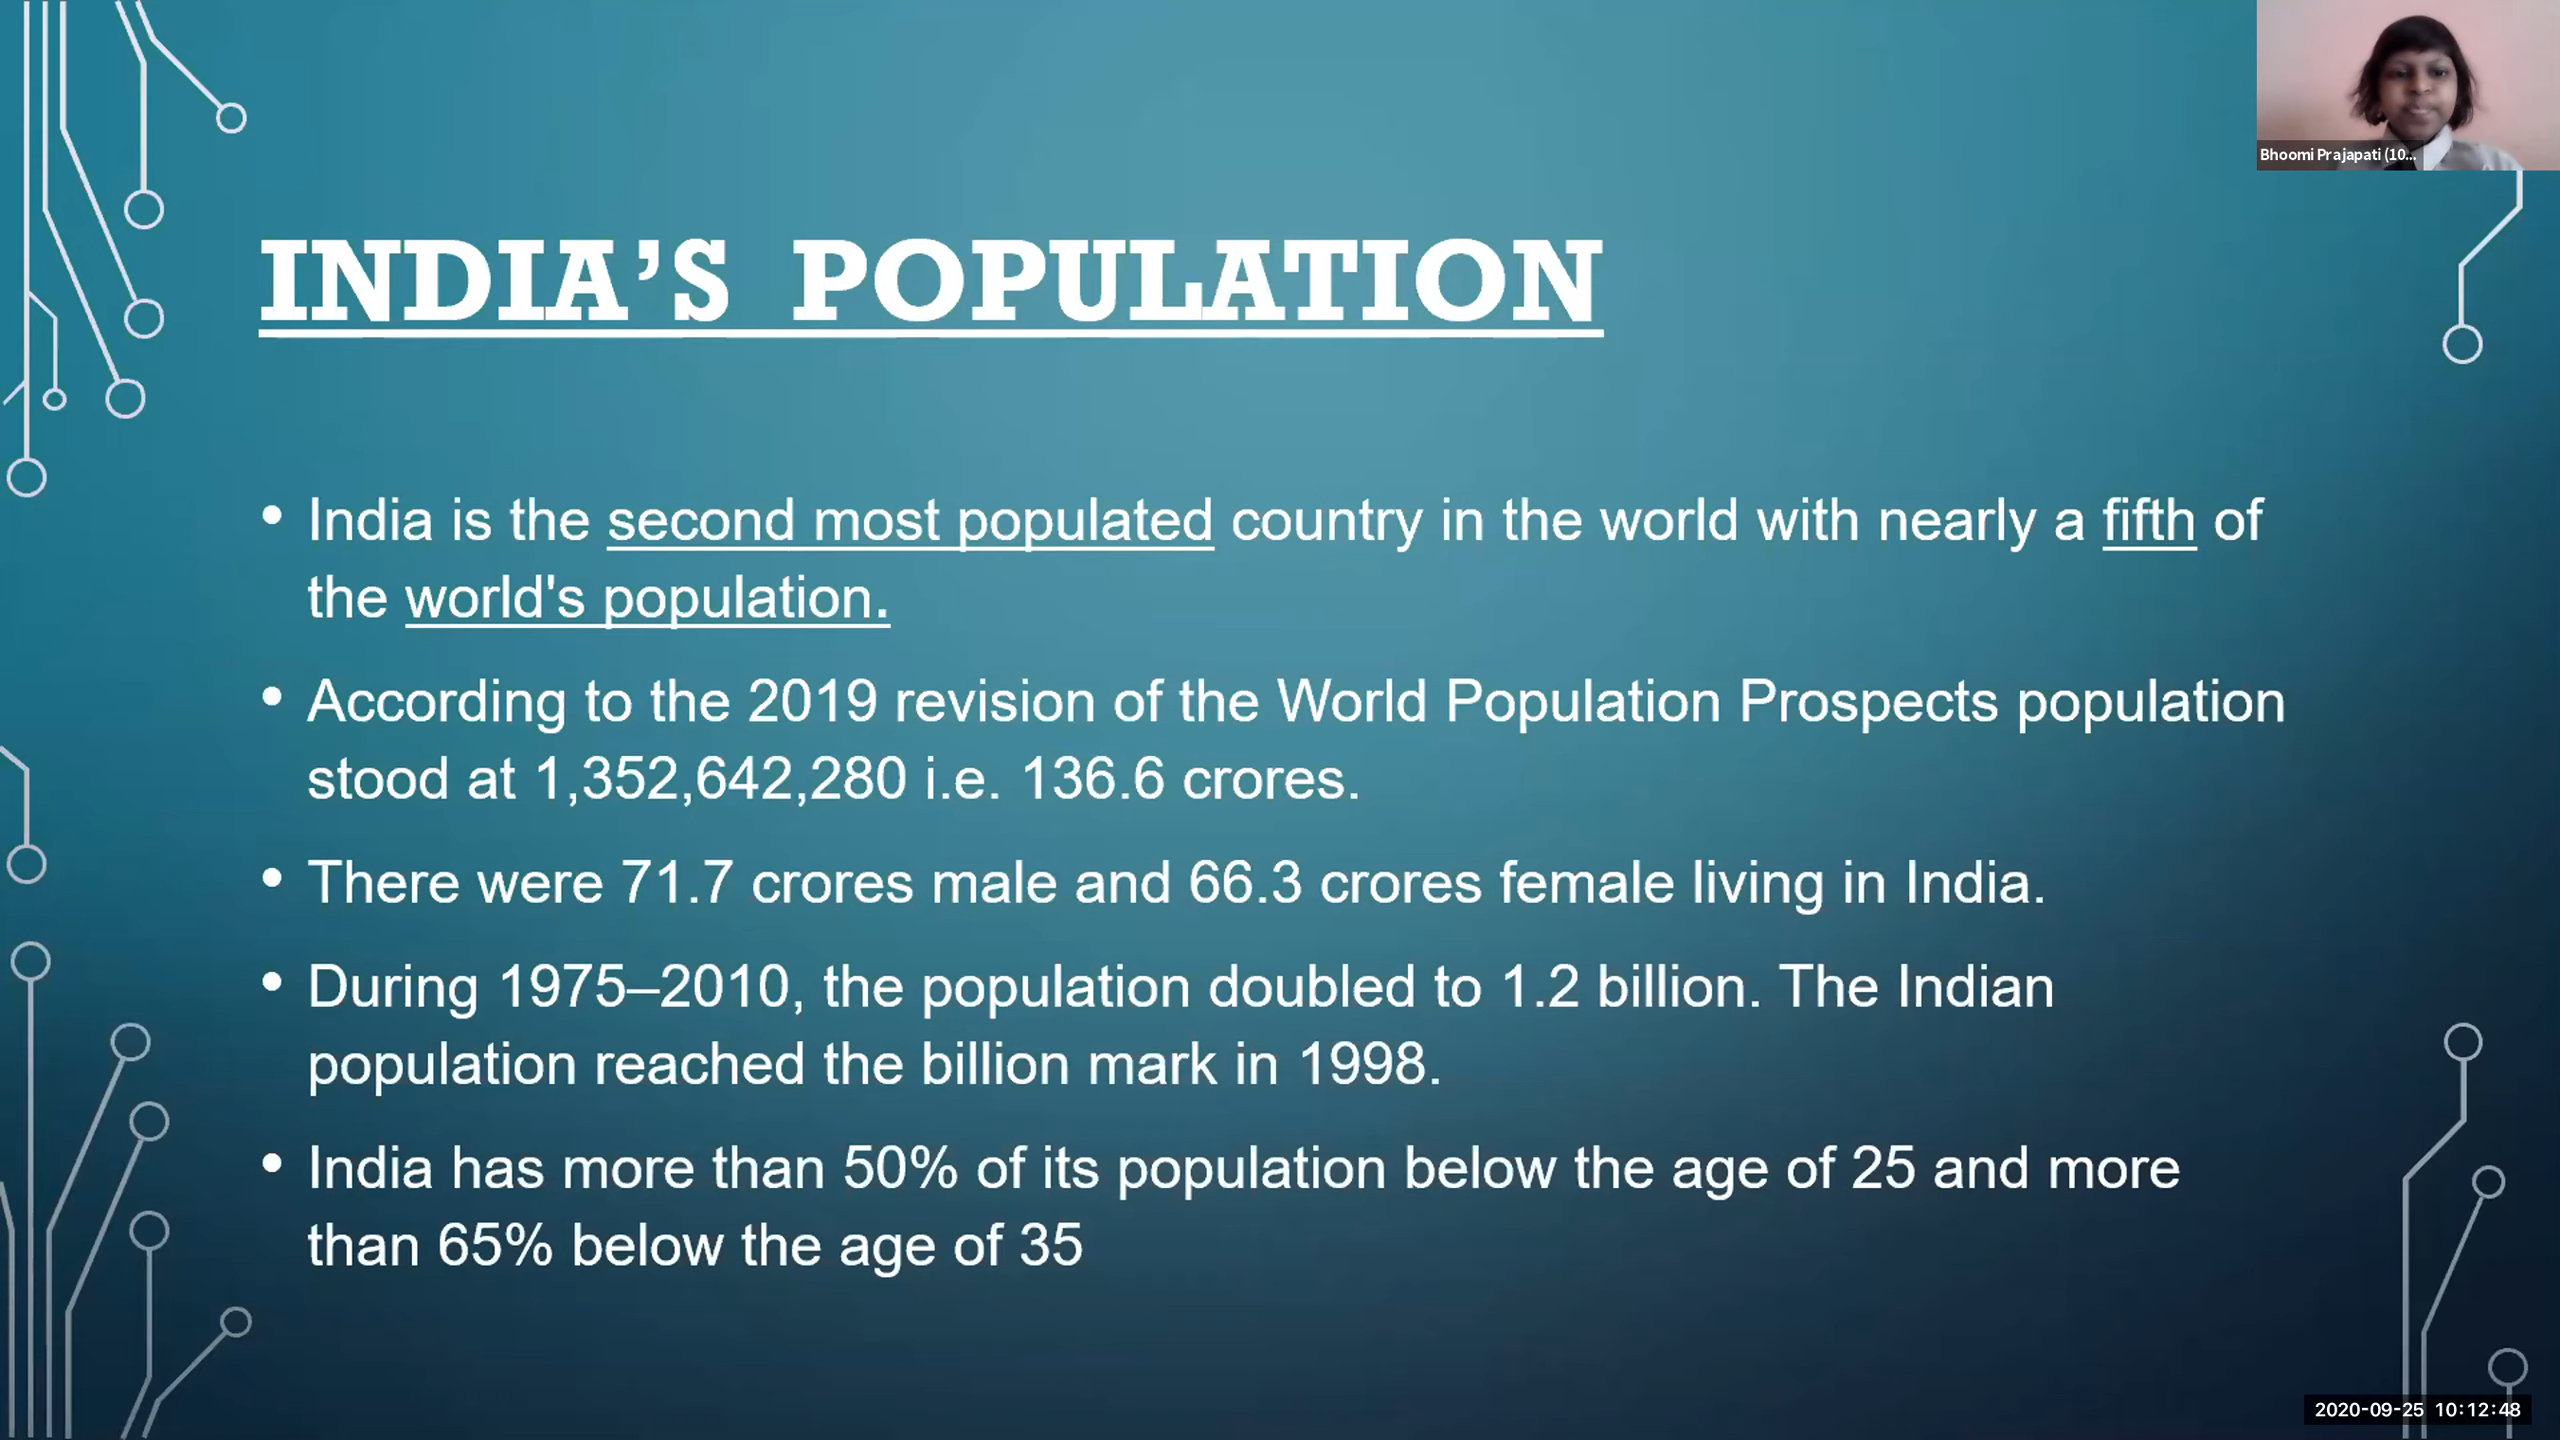 Bhoomi Prajapati (10...
INDIA’S POPULATION
• India is the second most populated country in the world with nearly a fifth of
the world's population.
• According to the 2019 revision of the World Population Prospects population
stood at 1,352,642,280 i.e. 136.6 crores.
• There were 71.7 crores male and 66.3 crores female living in India.
• During 1975–2010, the population doubled to 1.2 billion. The Indian
population reached the billion mark in 1998.
• India has more than 50% of its population below the age of 25 and more
than 65% below the age of 35
2020-09-25 10:12:48